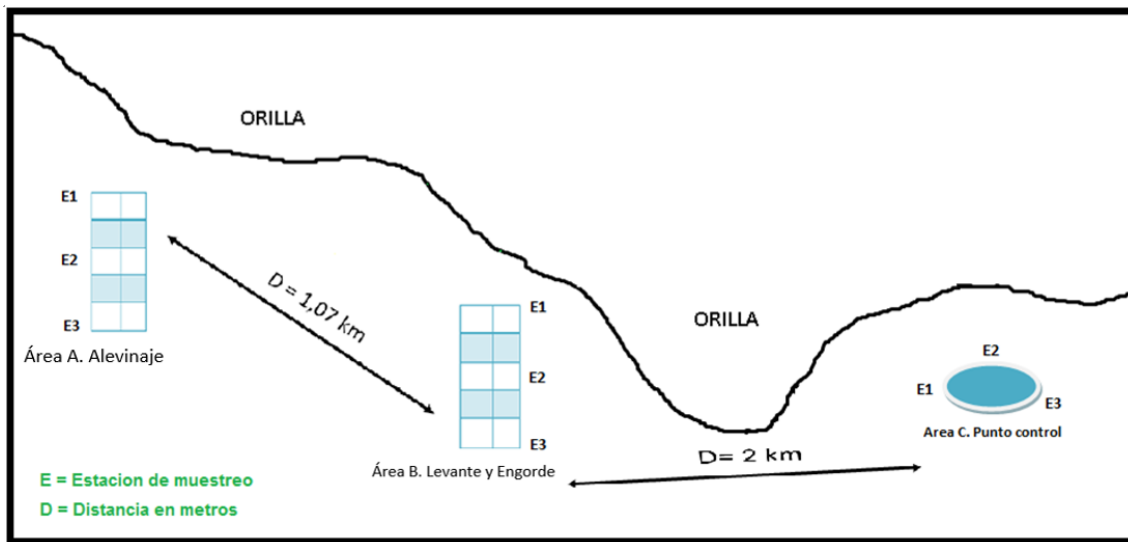 ORILLA
E1
E2
E3
Área A. Alevinaje
D = 1,07 km
E1
E2
E3
Área B. Levante y Engorde
ORILLA
D= 2 km
E2
E1
E3
Area C. Punto control
E = Estacion de muestreo
D = Distancia en metros